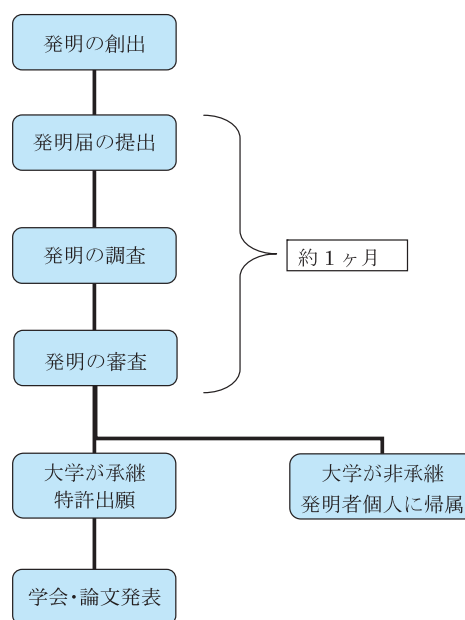 発明の創出
発明届の提出
発明の調査
約1ヶ月
発明の審査
大学が承継
特許出願
大学が非承継
発明者個人に帰属
学会・論文発表